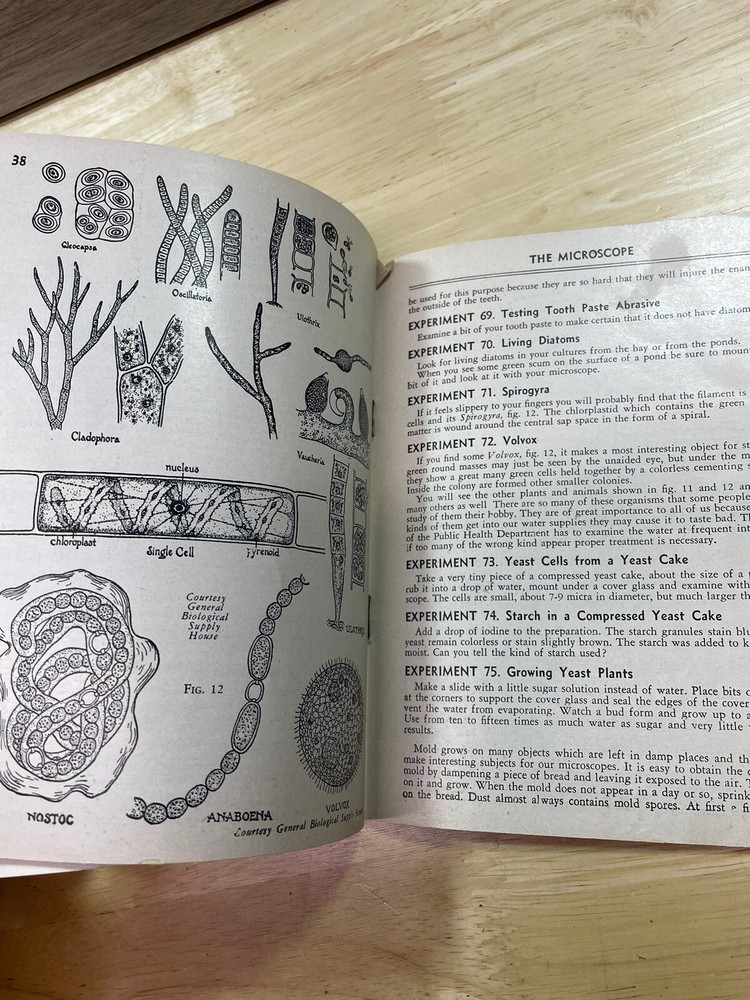 38
Gleocapsa
Oscillatoria
Ulothrix
Cladophora
Vaucheria
nucleus
chloroplast
Single Cell
pyrenoid
ULOTHRIX
Courtesy
General
Biological
Supply
House
FIG. 12
NOSTOC
ANABOENA
VOLVOX
Courtesy General Biological Supply
THE MICROSCOPE
be used for this purpose because they are so hard that they will injure the
the outside of the teeth.
EXPERIMENT 69. Testing Tooth Paste Abrasive
Examine a bit of your tooth paste to make certain that it does not have
EXPERIMENT 70. Living Diatoms
Look for living diatoms in your cultures from the hay or from the ponds.
When you see some green scum on the surface of a pond be sure to
bit of it and look at it with your microscope.
EXPERIMENT 71. Spirogyra
If it feels slippery to your fingers you will probably find that the filament is
cells and its Spirogyra, fig. 12. The chlorplastid which contains the green
matter is wound around the central sap space in the form of a spiral.
EXPERIMENT 72. Volvox
If you find some Volvox, fig. 12, it makes a most interesting object for
green round masses may just be seen by the unaided eye, but under the
they show a great many green cells held together by a colorless cementing
Inside the colony are formed other smaller colonies.
You will see the other plants and animals shown in fig. 11 and 12
many others as well There are so many of these organisms that some
study of them their hobby. They are of great importance to all of us because
kinds of them get into our water supplies they may cause it to taste bad.
of the Public Health Department has to examine the water at frequent
if too many of the wrong kind appear proper treatment is necessary.
EXPERIMENT 73. Yeast Cells from a Yeast Cake
Take a very tiny piece of a compressed yeast cake, about the size of a
rub it into a drop of water, mount under a cover glass and examine with
scope. The cells are small, about 7-9 micra in diameter, but much larger
EXPERIMENT 74. Starch in a Compressed Yeast Cake
Add a drop of iodine to the preparation. The starch granules stain
yeast remain colorless or stain slightly brown. The starch was added to
moist. Can you tell the kind of starch used?
EXPERIMENT 75. Growing Yeast Plants
Make a slide with a little sugar solution instead of water. Place bits
at the corners to support the cover glass and seal the edges of the cover
vent the water from evaporating. Watch a bud form and grow up to
Use from ten to fifteen times as much water as sugar and very little
results.
Mold grows on many objects which are left in damp places and
make interesting subjects for our microscopes. It is easy to obtain the
mold by dampening a piece of bread and leaving it exposed to the air.
on it and grow. When the mold does not appear in a day or so,
on the bread. Dust almost always contains mold spores. At first